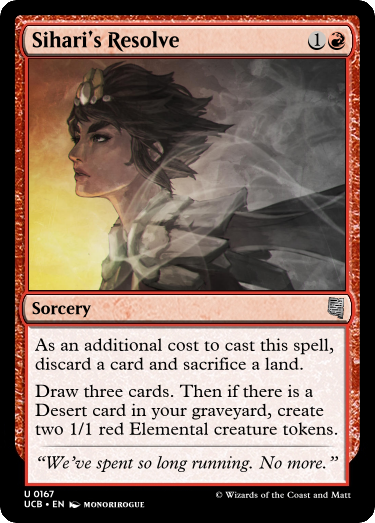 Sihari's Resolve 1
Sorcery
As an additional cost to cast this spell,
discard a card and sacrifice a land.
Draw three cards. Then if there is a
Desert card in your graveyard, create
two 1/1 red Elemental creature tokens.
“We've spent so long running. No more.”
U 0167
UCB • EN MONORIROGUE
© Wizards of the Coast and Matt